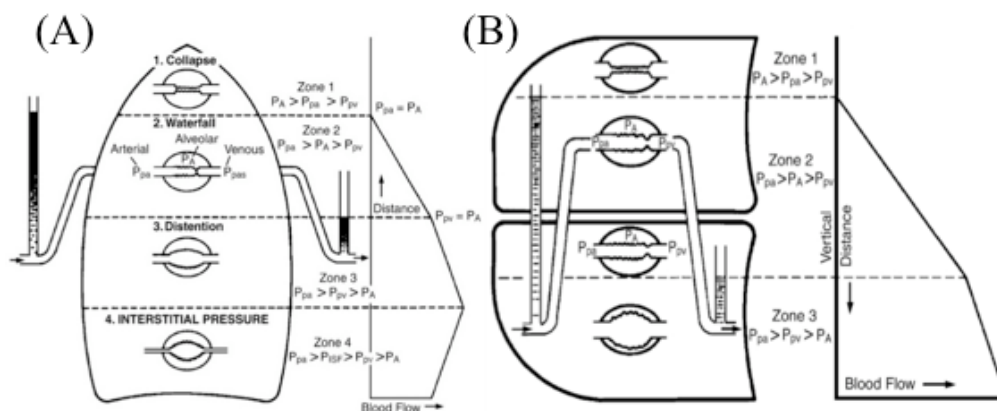 (A)
1. Collapse
Zone 1
PA > Ppa > Ppv
Ppa = PA
2. Waterfall
Zone 2
Ppa > PA > Ppv
Arterial
Alveolar
Venous
Ppa
PA
Ppas
Distance
Ppv = PA
3. Distention
Zone 3
Ppa > Ppv > PA
4. INTERSTITIAL PRESSURE
Zone 4
Ppa > PISF > Ppv > PA
Blood Flow
(B)
Zone 1
PA > Ppa > Ppv
PA
Ppa
Ppv
Zone 2
Ppa > PA > Ppv
Vertical
Distance
PA
Ppa
Ppv
Zone 3
Ppa > Ppv > PA
Blood Flow